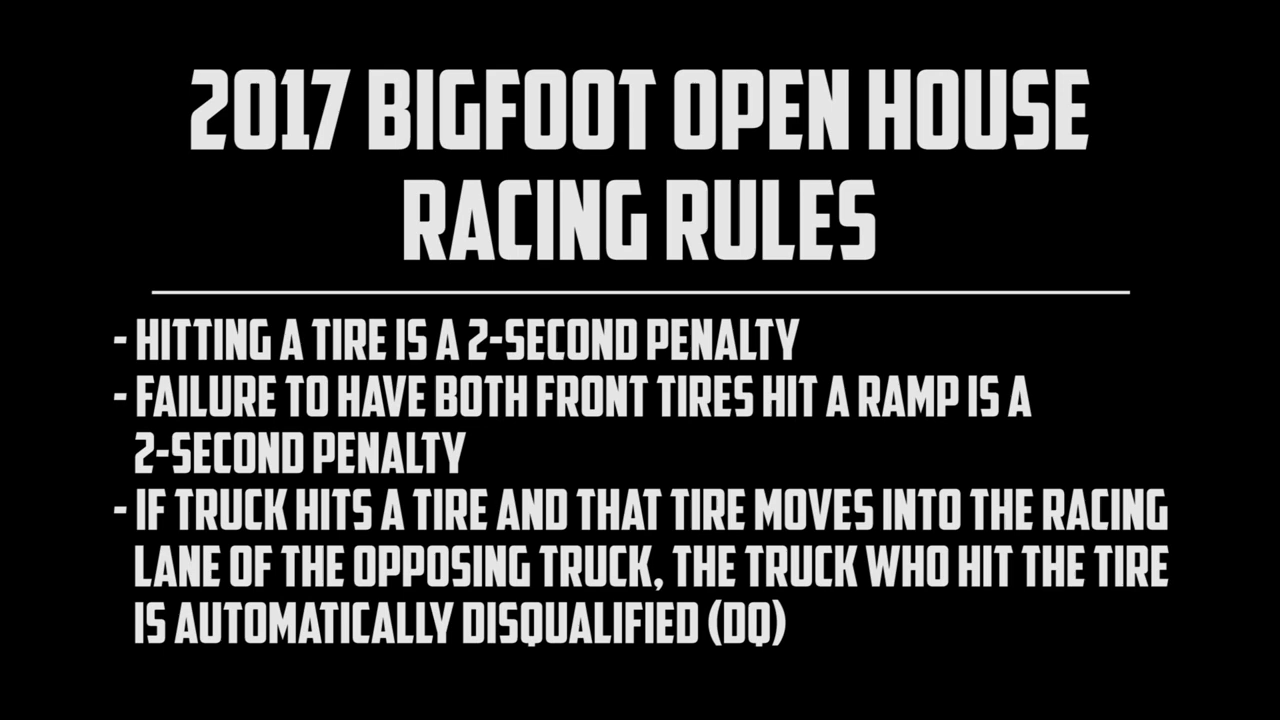 2017 BIGFOOT OPEN HOUSE
RACING RULES
- HITTING A TIRE IS A 2-SECOND PENALTY
- FAILURE TO HAVE BOTH FRONT TIRES HIT A RAMP IS A
2-SECOND PENALTY
- IF TRUCK HITS A TIRE AND THAT TIRE MOVES INTO THE RACING
LANE OF THE OPPOSING TRUCK, THE TRUCK WHO HIT THE TIRE
IS AUTOMATICALLY DISQUALIFIED (DQ)